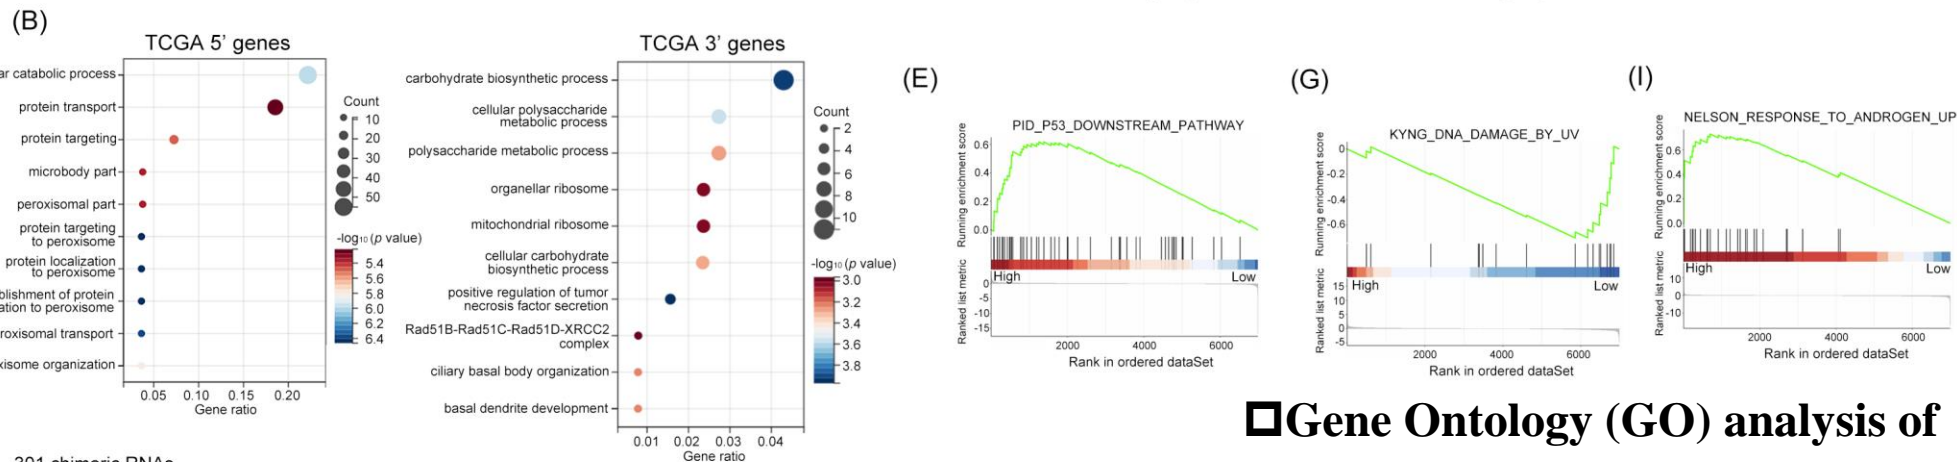 (B)
TCGA 5' genes
ar catabolic process
protein transport
protein targeting
microbody part
peroxisomal part
protein targeting
to peroxisome
protein localization
to peroxisome
blishment of protein
ation to peroxisome
roxisomal transport
xisome organization
0.05 0.10 0.15 0.20
Gene ratio
Count
10
20
30
40
50
-log₁₀ (p value)
5.4
5.6
5.8
6.0
6.2
6.4
TCGA 3' genes
carbohydrate biosynthetic process
cellular polysaccharide
metabolic process
polysaccharide metabolic process
organellar ribosome
mitochondrial ribosome
cellular carbohydrate
biosynthetic process
positive regulation of tumor
necrosis factor secretion
Rad51B-Rad51C-Rad51D-XRCC2
complex
ciliary basal body organization
basal dendrite development
0.01 0.02 0.03 0.04
Gene ratio
Count
2
4
6
8
10
-log₁₀ (p value)
3.0
3.2
3.4
3.6
3.8
(E)
PID_P53_DOWNSTREAM_PATHWAY
Running enrichment score
0.6
0.4
0.2
0.0
High Low
Ranked list metric
0
-5
-10
-15
2000 4000 6000
Rank in ordered dataSet
(G)
KYNG_DNA_DAMAGE_BY_UV
Running enrichment score
0
-0.2
-0.4
-0.6
High Low
Ranked list metric
15
10
5
0
-5
2000 4000 6000
Rank in ordered dataSet
(I)
NELSON_RESPONSE_TO_ANDROGEN_UP
Running enrichment score
0.6
0.4
0.2
0.0
High Low
Ranked list metric
10
0
-10
2000 4000 6000
Rank in ordered dataSet
Gene Ontology (GO) analysis of